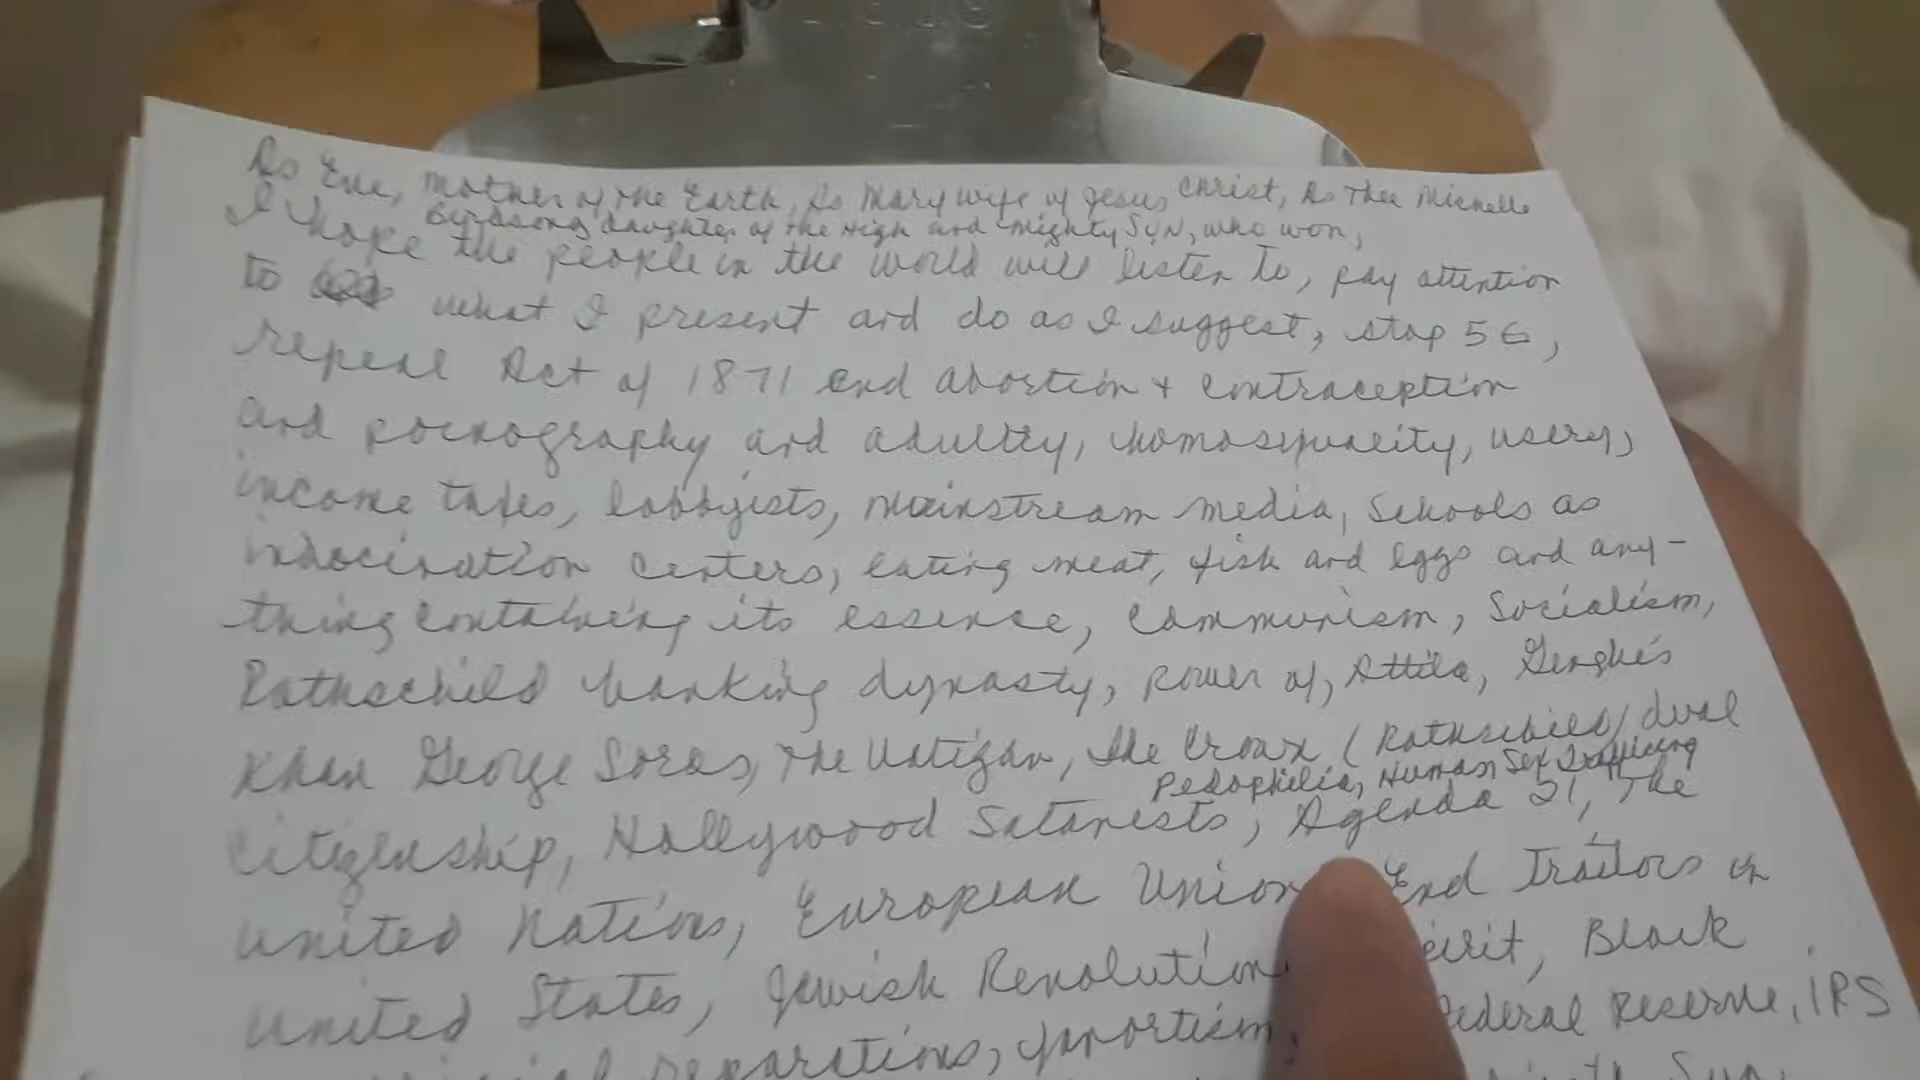 As Eve, mother of the Earth, As Mary wife of Jesus Christ, As Thee Michelle
Birdsong daughter of the High and Mighty SUN, who won,
I hope the people in the world will listen to, pay attention
to what I present and do as I suggest, stop 5G,
repeal Act of 1871 end abortion + contraception
and pornography and adultry, homosexuality, usery,
income taxes, lobbyists, mainstream media, schools as
indocination centers, eating meat, fish and eggs and any-
thing containing its essence, communism, Socialism,
Rothschild banking dynasty, power of, Attila, Genghis
Khan George Soros, The Vatican, the Crown (Rothschild) dual
Pedophilia, Human Sex Trafficing
citizenship, Hollywood Satanists, Agenda 21, The
United Nations, European Union End Traitors in
United States, Jewish Revolution Black
reparations, Federal Reserve, IRS